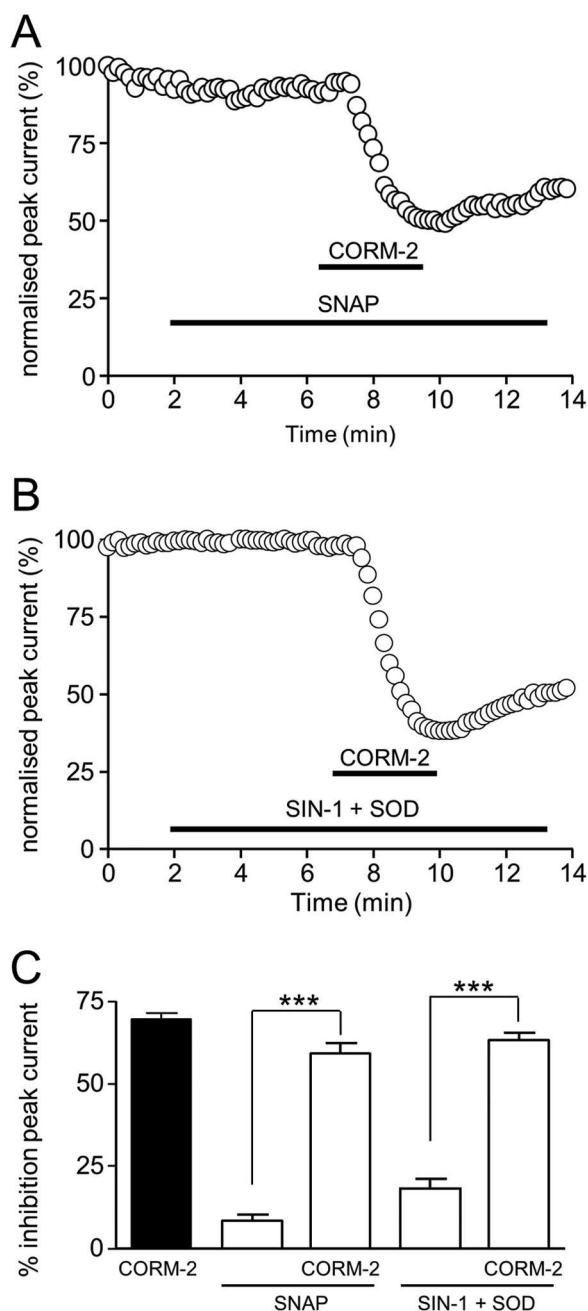 A
normalised peak current (%)
100
75
50
25
0
CORM-2
SNAP
0 2 4 6 8 10 12 14
Time (min)
B
normalised peak current (%)
100
75
50
25
0
CORM-2
SIN-1 + SOD
0 2 4 6 8 10 12 14
Time (min)
C
% inhibition peak current
75
50
25
0
*** ***
CORM-2 CORM-2 CORM-2
SNAP SIN-1 + SOD